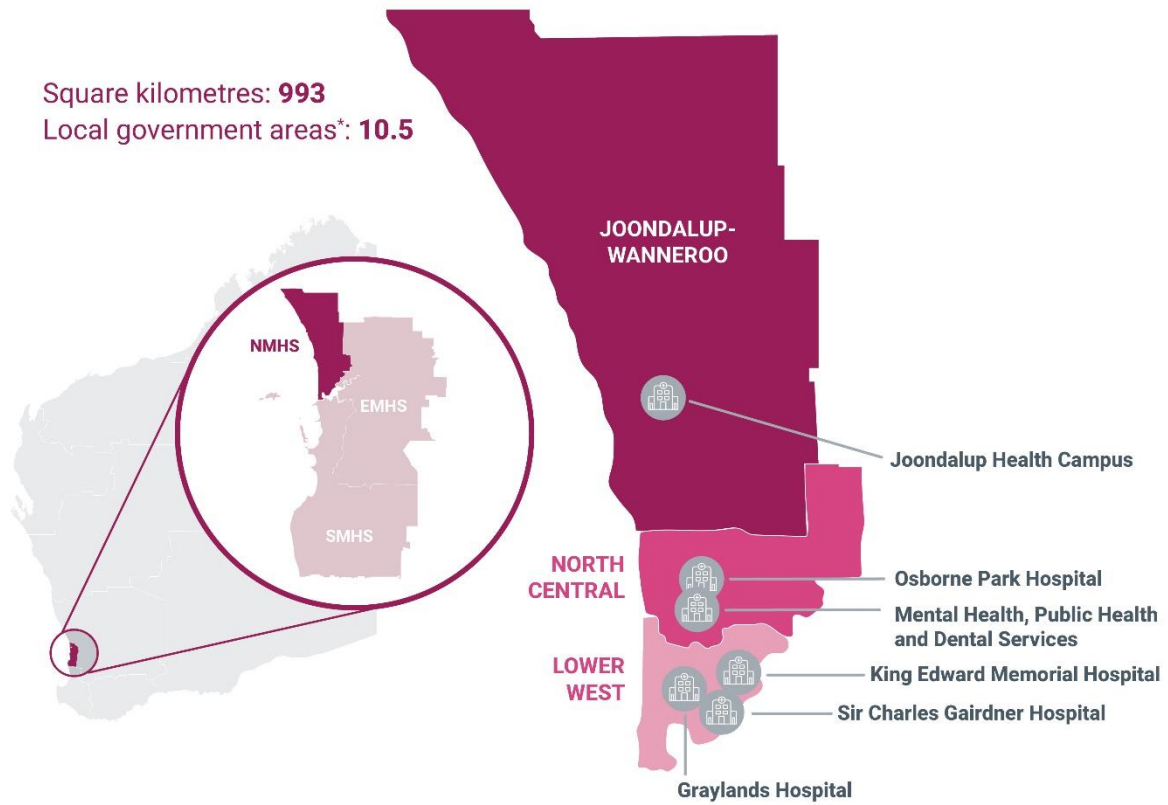 Square kilometres: 993
Local government areas*: 10.5
JOONDALUP-
WANNEROO
NMHS
EMHS
SMHS
Joondalup Health Campus
NORTH
CENTRAL
Osborne Park Hospital
Mental Health, Public Health
and Dental Services
LOWER
WEST
King Edward Memorial Hospital
Sir Charles Gairdner Hospital
Graylands Hospital